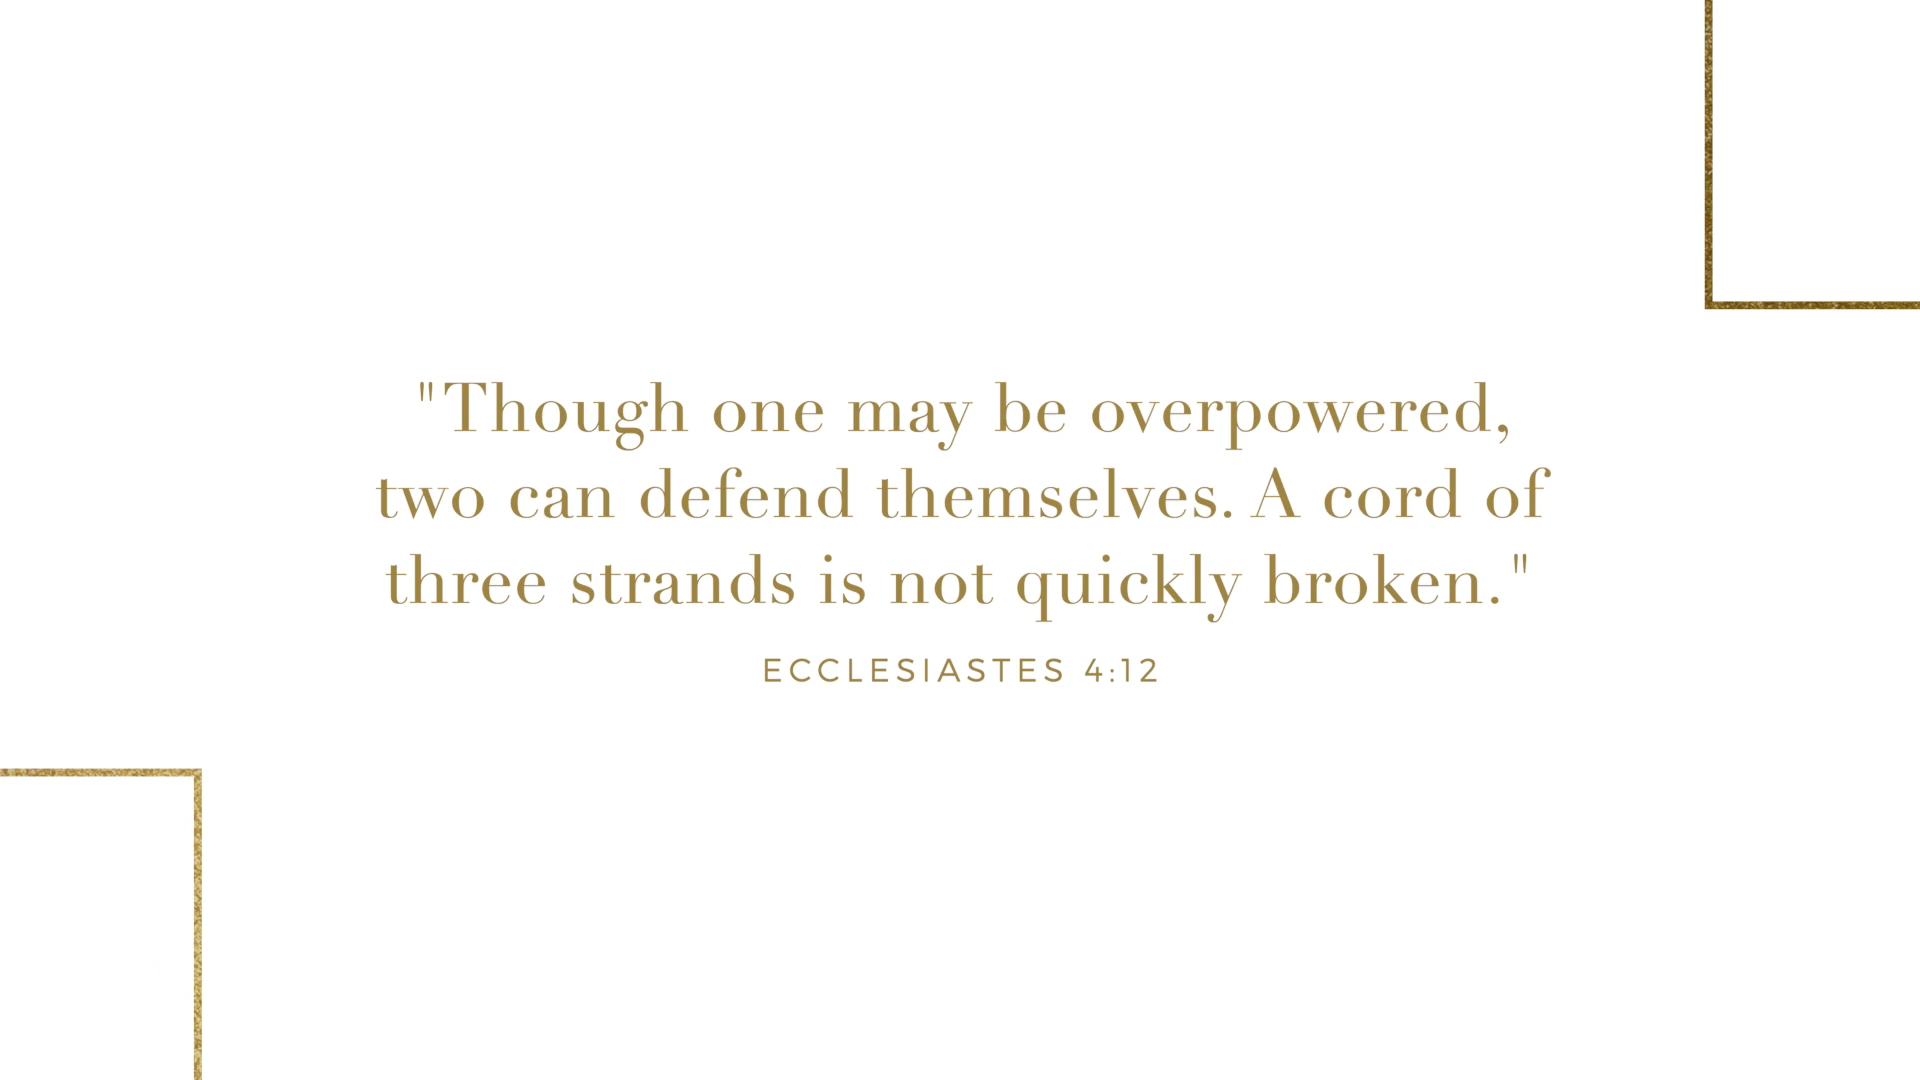 "Though one may be overpowered,
two can defend themselves. A cord of
three strands is not quickly broken."
ECCLESIASTES 4:12